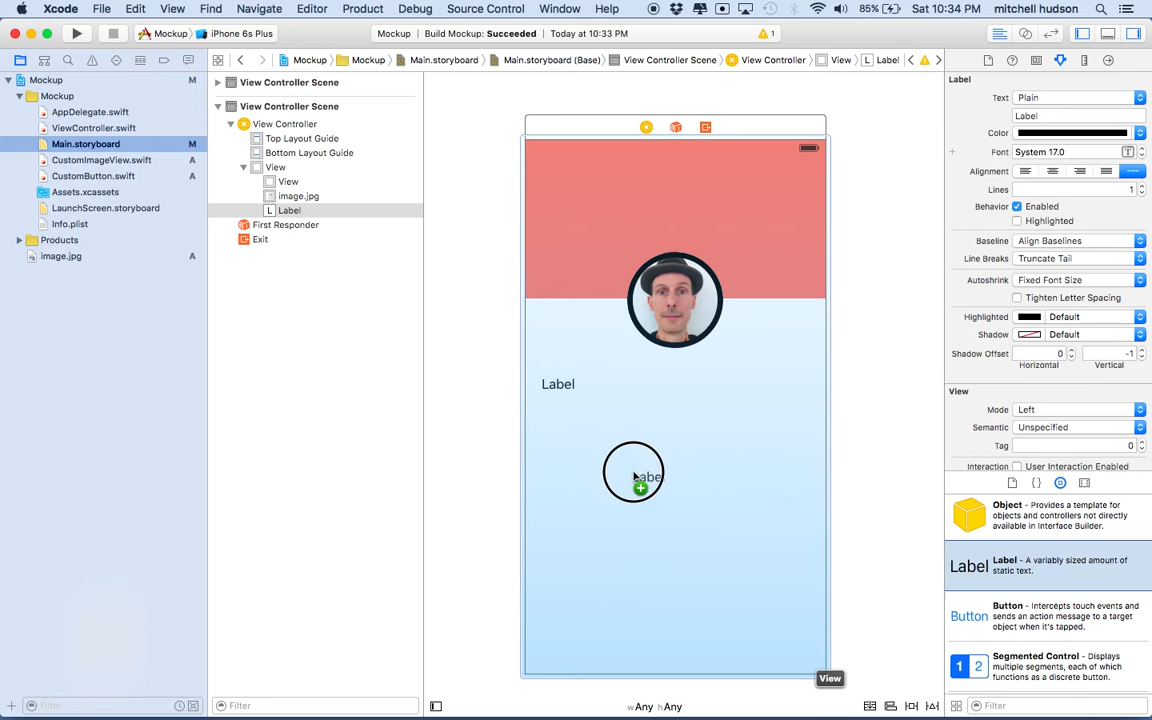 Xcode File Edit View Find Navigate Editor Product Debug Source Control Window Help 85% Sat 10:34 PM mitchell hudson
Mockup iPhone 6s Plus Mockup Build Mockup: Succeeded Today at 10:33 PM 1
Mockup Mockup Main.storyboard Main.storyboard (Base) View Controller Scene View Controller View L Label
Mockup
Mockup
AppDelegate.swift
ViewController.swift
Main.storyboard M
CustomImageView.swift A
CustomButton.swift A
Assets.xcassets
LaunchScreen.storyboard
Info.plist
Products
image.jpg A
Filter
View Controller Scene
View Controller Scene
View Controller
Top Layout Guide
Bottom Layout Guide
View
View
image.jpg
L Label
First Responder
Exit
Filter
Label
Label
View
wAny hAny
Label
Text Plain
Label
Color
Font System 17.0
Alignment
Lines 1
Behavior Enabled
Highlighted
Baseline Align Baselines
Line Breaks Truncate Tail
Autoshrink Fixed Font Size
Tighten Letter Spacing
Highlighted Default
Shadow Default
Shadow Offset 0 -1
Horizontal Vertical
View
Mode Left
Semantic Unspecified
Tag 0
Interaction User Interaction Enabled
Object - Provides a template for
objects and controllers not directly
available in Interface Builder.
Label Label - A variably sized amount of
static text.
Button Button - Intercepts touch events and
sends an action message to a target
object when it's tapped.
1 2 Segmented Control - Displays
multiple segments, each of which
functions as a discrete button.
Filter